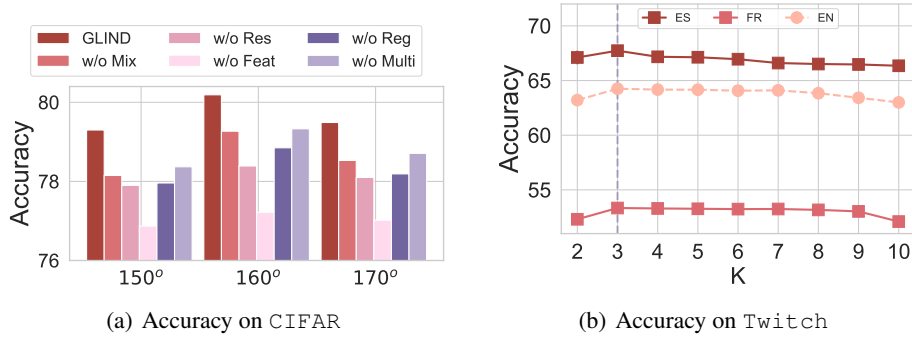 GLIND
w/o Res
w/o Reg
w/o Mix
w/o Feat
w/o Multi
Accuracy
80
78
76
150°
160°
170°
(a) Accuracy on CIFAR
ES
FR
EN
Accuracy
70
65
60
55
2 3 4 5 6 7 8 9 10
K
(b) Accuracy on Twitch